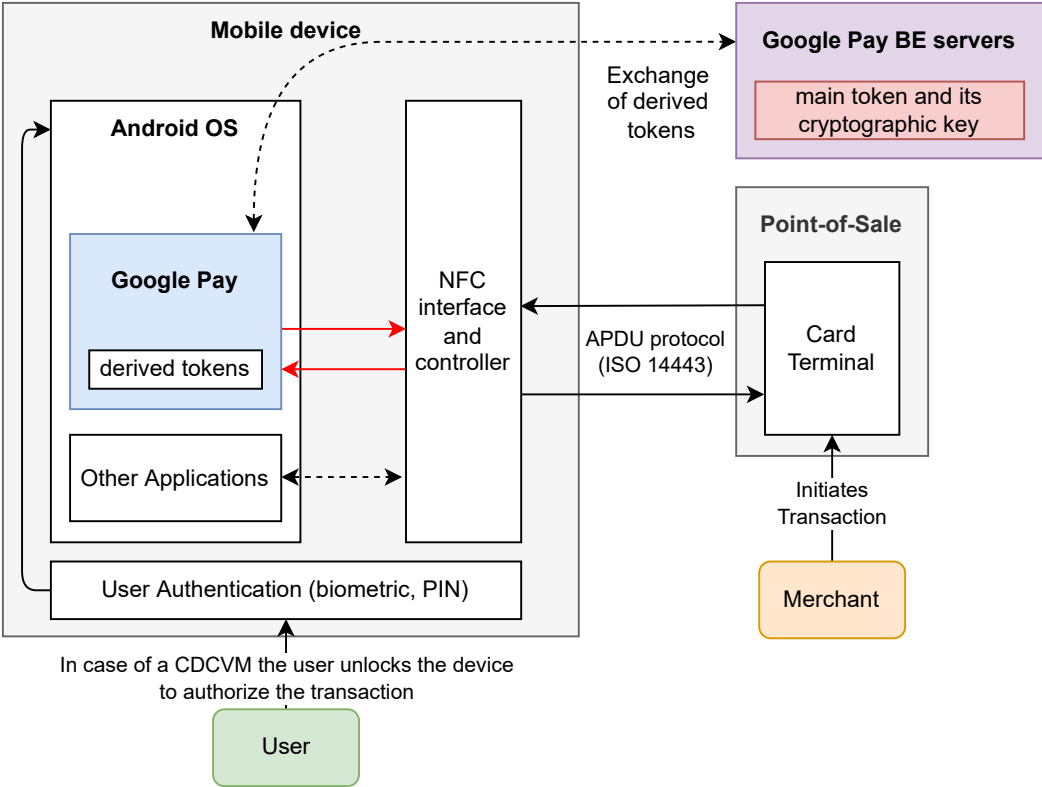 Mobile device
Google Pay BE servers
main token and its
cryptographic key
Exchange
of derived
tokens
Android OS
Google Pay
derived tokens
Other Applications
NFC
interface
and
controller
APDU protocol
(ISO 14443)
Point-of-Sale
Card
Terminal
Initiates
Transaction
Merchant
User Authentication (biometric, PIN)
In case of a CDCVM the user unlocks the device
to authorize the transaction
User